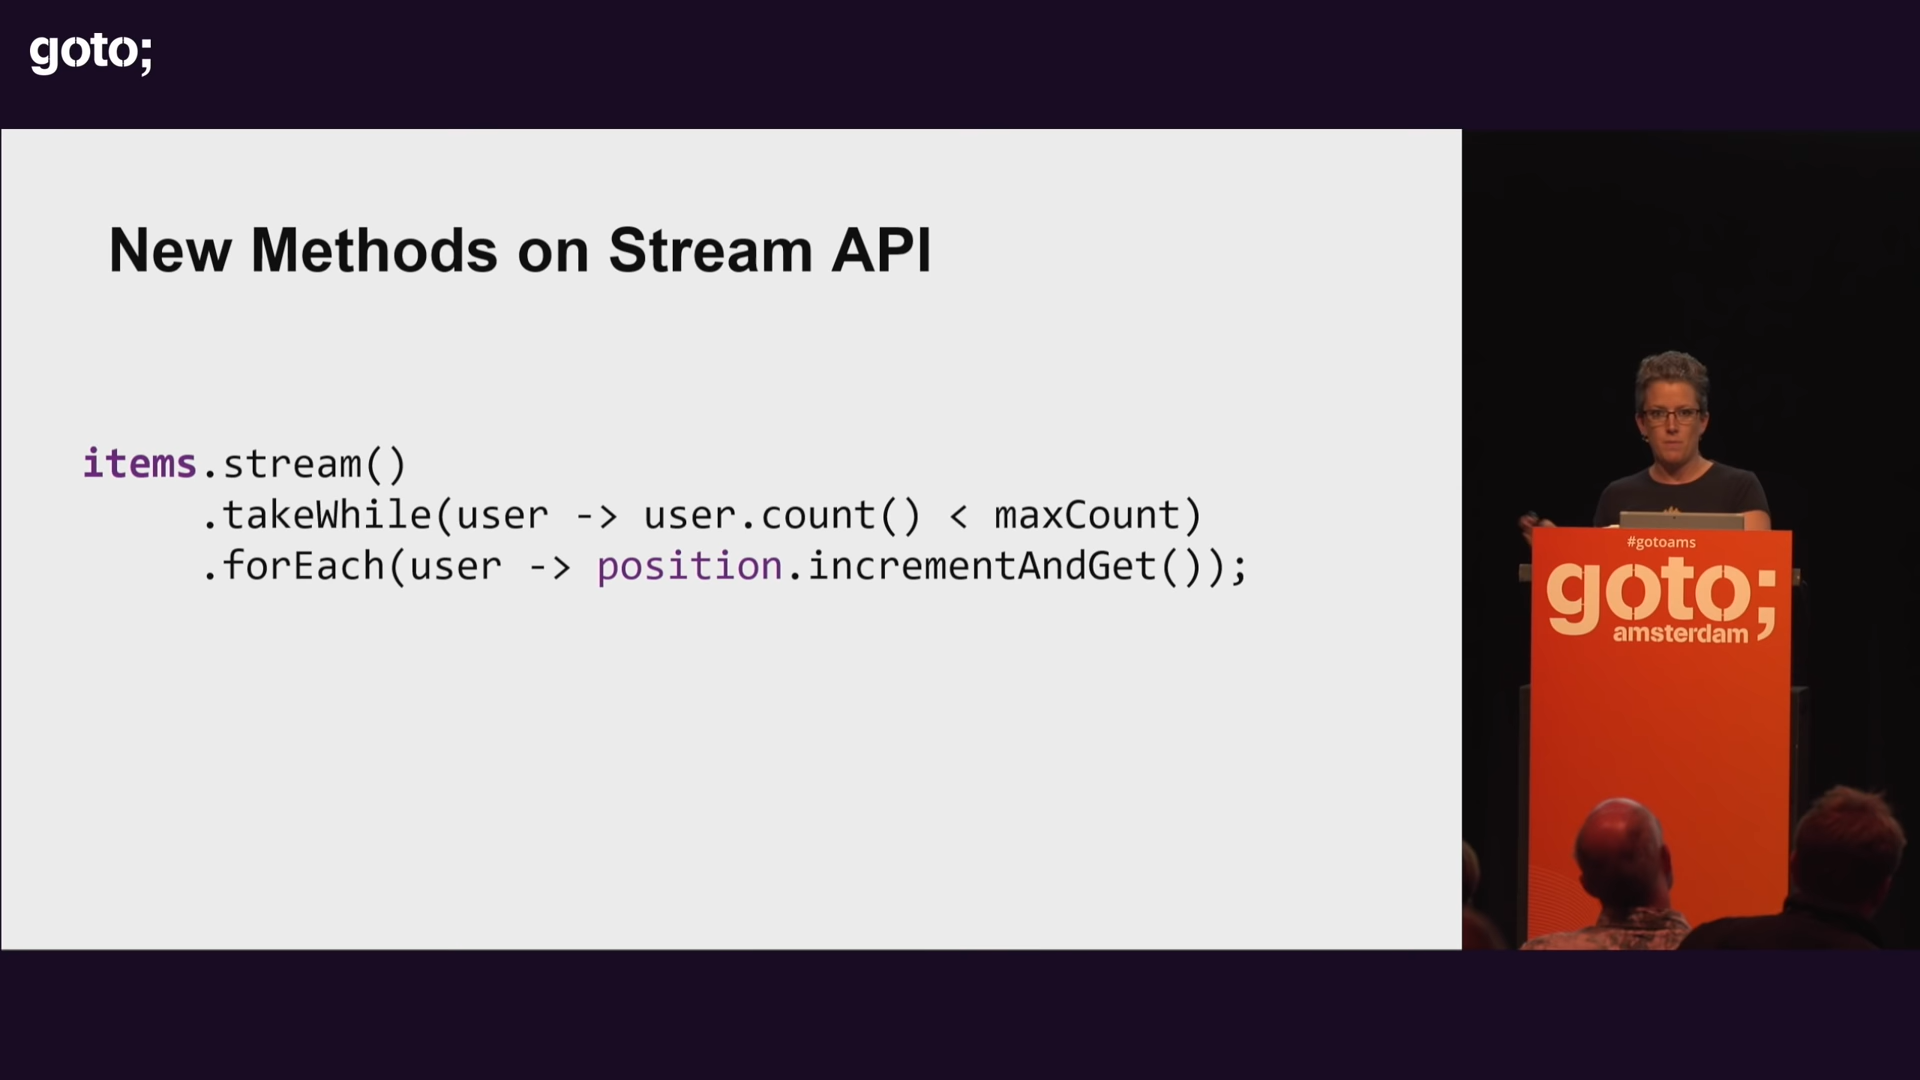 goto;
New Methods on Stream API
items.stream()
.takeWhile(user -> user.count() < maxCount)
.forEach(user -> position.incrementAndGet());
#gotoams
goto;
amsterdam